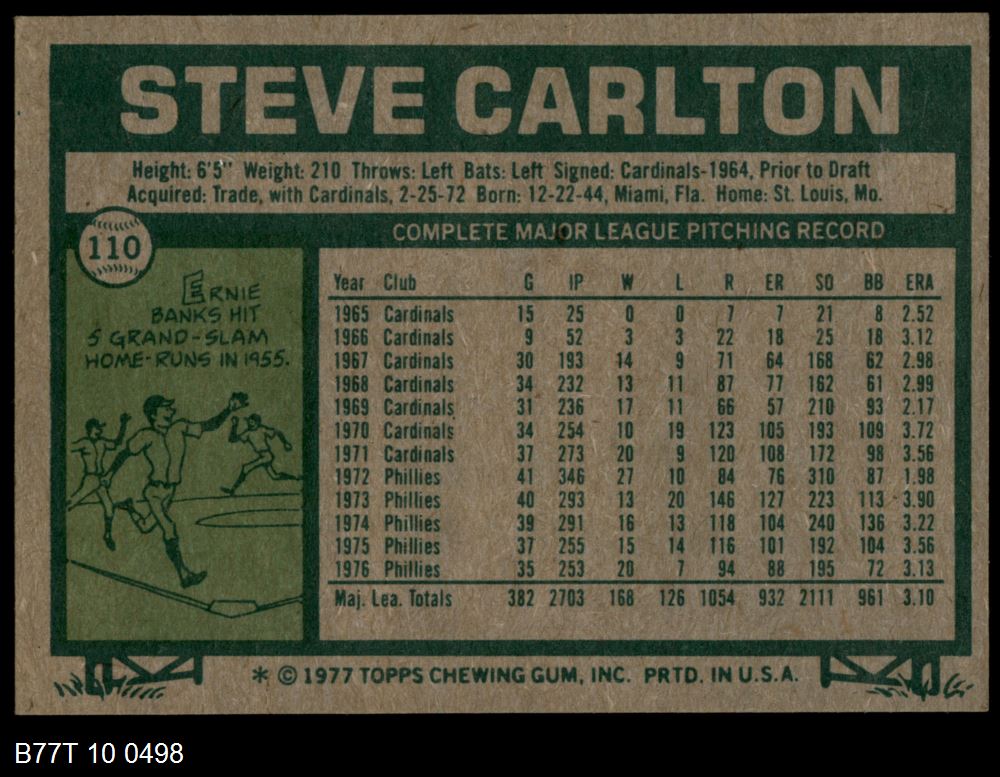 STEVE CARLTON
Height: 6'5" Weight: 210 Throws: Left Bats: Left Signed: Cardinals-1964, Prior to Draft
Acquired: Trade, with Cardinals, 2-25-72 Born: 12-22-44, Miami, Fla. Home: St. Louis, Mo.
110
COMPLETE MAJOR LEAGUE PITCHING RECORD
ERNIE
BANKS HIT
5 GRAND-SLAM
HOME-RUNS IN 1955.
Year Club G IP W L R ER SO BB ERA
1965 Cardinals 15 25 0 0 7 7 21 8 2.52
1966 Cardinals 9 52 3 3 22 18 25 18 3.12
1967 Cardinals 30 193 14 9 71 64 168 62 2.98
1968 Cardinals 34 232 13 11 87 77 162 61 2.99
1969 Cardinals 31 236 17 11 66 57 210 93 2.17
1970 Cardinals 34 254 10 19 123 105 193 109 3.72
1971 Cardinals 37 273 20 9 120 108 172 98 3.56
1972 Phillies 41 346 27 10 84 76 310 87 1.98
1973 Phillies 40 293 13 20 146 127 223 113 3.90
1974 Phillies 39 291 16 13 118 104 240 136 3.22
1975 Phillies 37 255 15 14 116 101 192 104 3.56
1976 Phillies 35 253 20 7 94 88 195 72 3.13
Maj. Lea. Totals 382 2703 168 126 1054 932 2111 961 3.10
* © 1977 TOPPS CHEWING GUM, INC. PRTD. IN U.S.A.
B77T 10 0498